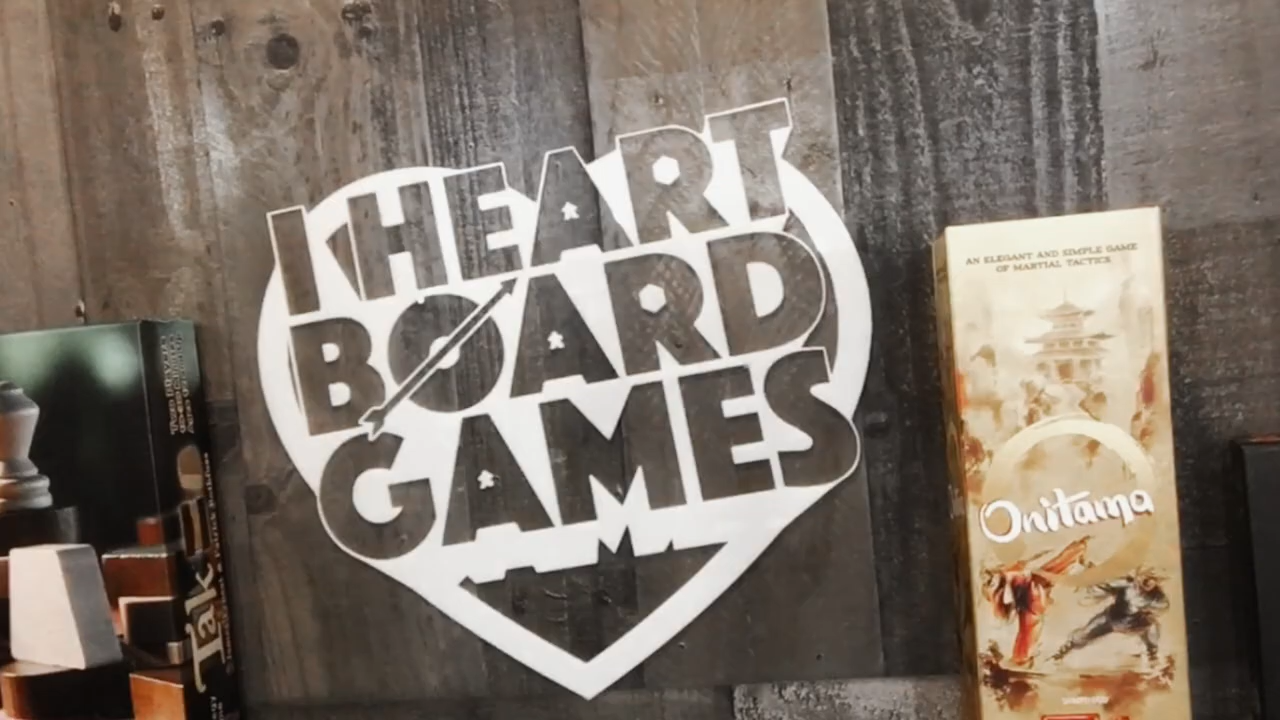 I HEART
BOARD
GAMES
AN ELEGANT AND SIMPLE GAME
OF MARTIAL TACTICS
Onitama
Tak